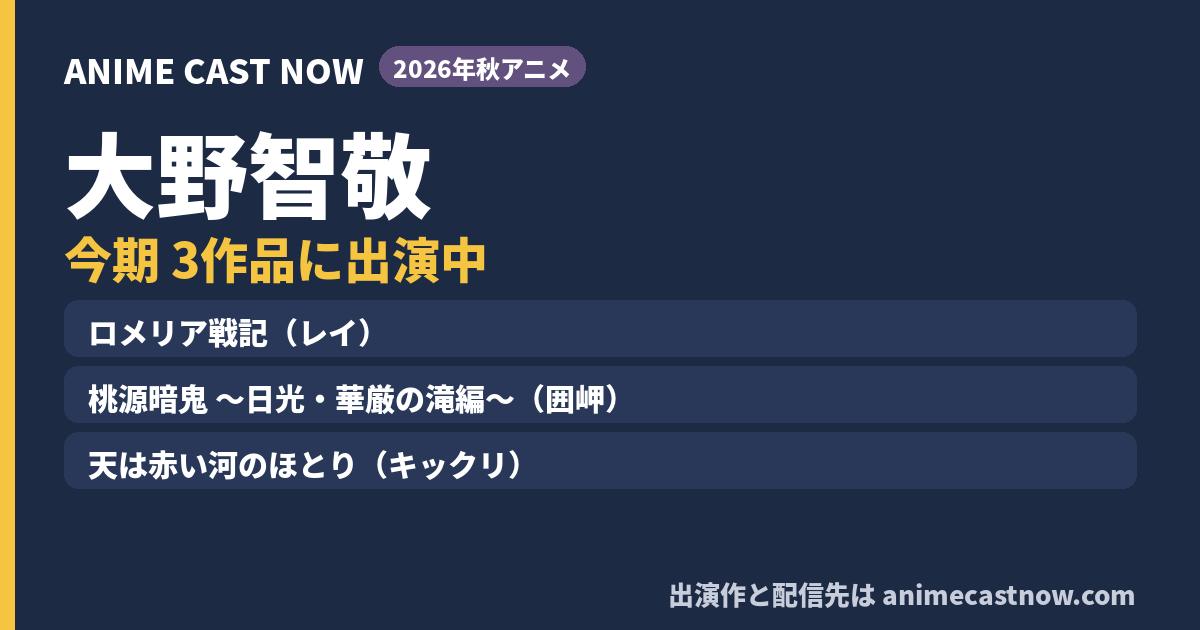 ANIME CAST NOW 2026年秋アニメ
大野智敬
今期 3作品に出演中
ロメリア戦記（レイ）
桃源暗鬼 ～日光・華厳の滝編～（囲岬）
天は赤い河のほとり（キックリ）
出演作と配信先は animecastnow.com